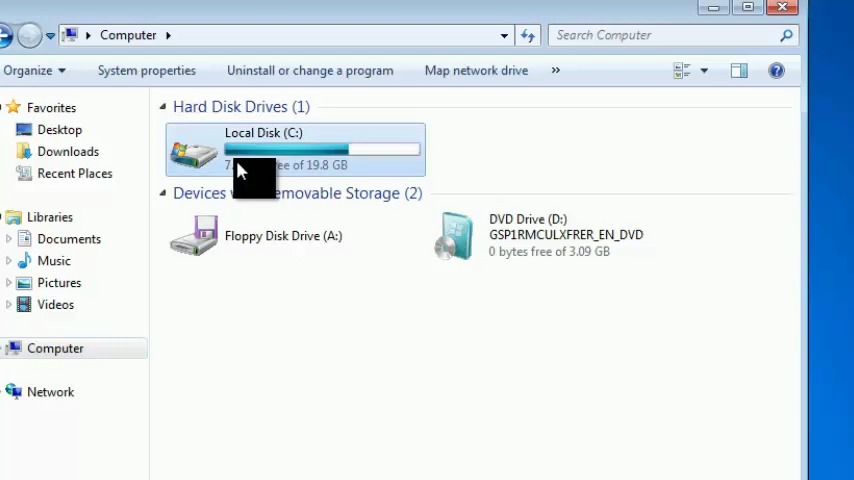 Computer
Search Computer
Organize
System properties
Uninstall or change a program
Map network drive
»
Favorites
Desktop
Downloads
Recent Places
Libraries
Documents
Music
Pictures
Videos
Computer
Network
Hard Disk Drives (1)
Local Disk (C:)
of 19.8 GB
Devices Storage (2)
Floppy Disk Drive (A:)
DVD Drive (D:)
GSP1RMCULXFRER_EN_DVD
0 bytes free of 3.09 GB